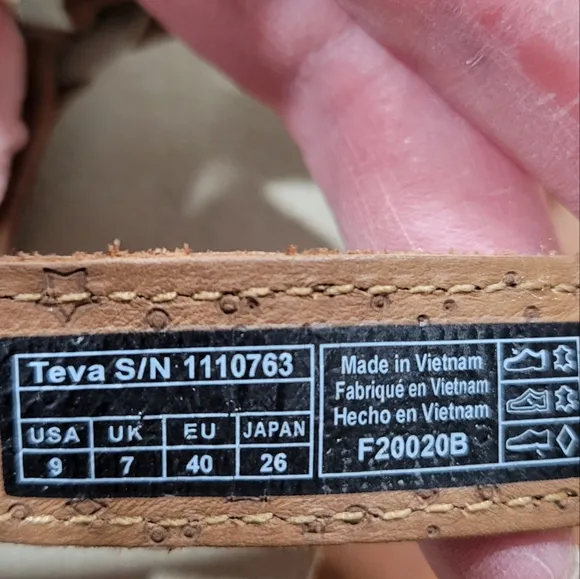 Teva S/N 1110763
USA UK EU JAPAN
9 7 40 26
Made in Vietnam
Fabriqué en Vietnam
Hecho en Vietnam
F20020B